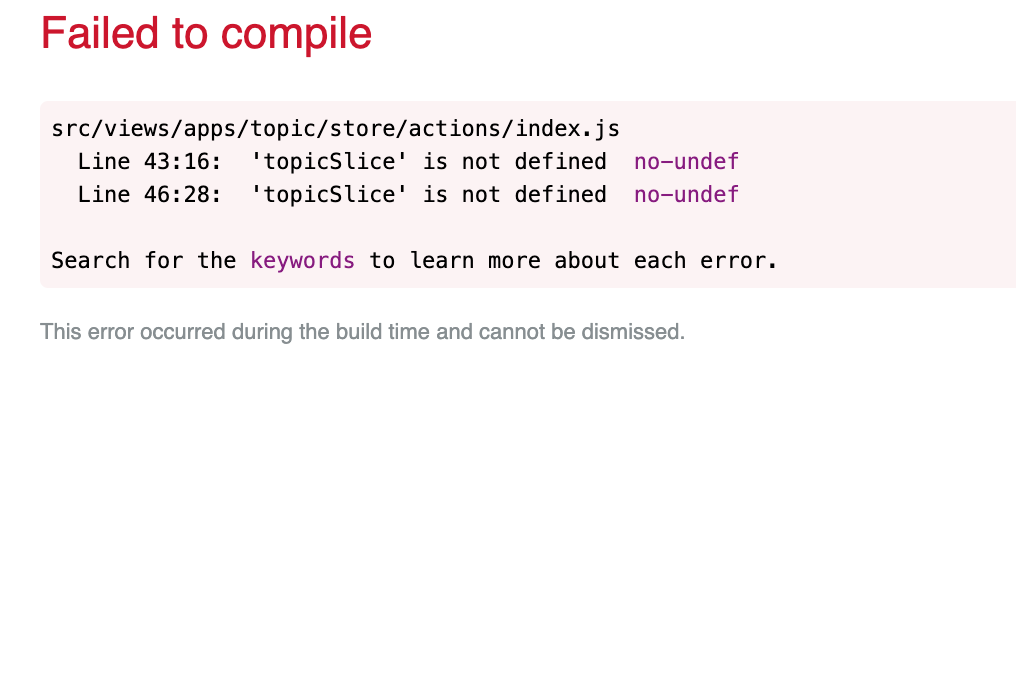 Failed to compile
src/views/apps/topic/store/actions/index.js
Line 43:16: 'topicSlice' is not defined no-undef
Line 46:28: 'topicSlice' is not defined no-undef
Search for the keywords to learn more about each error.
This error occurred during the build time and cannot be dismissed.